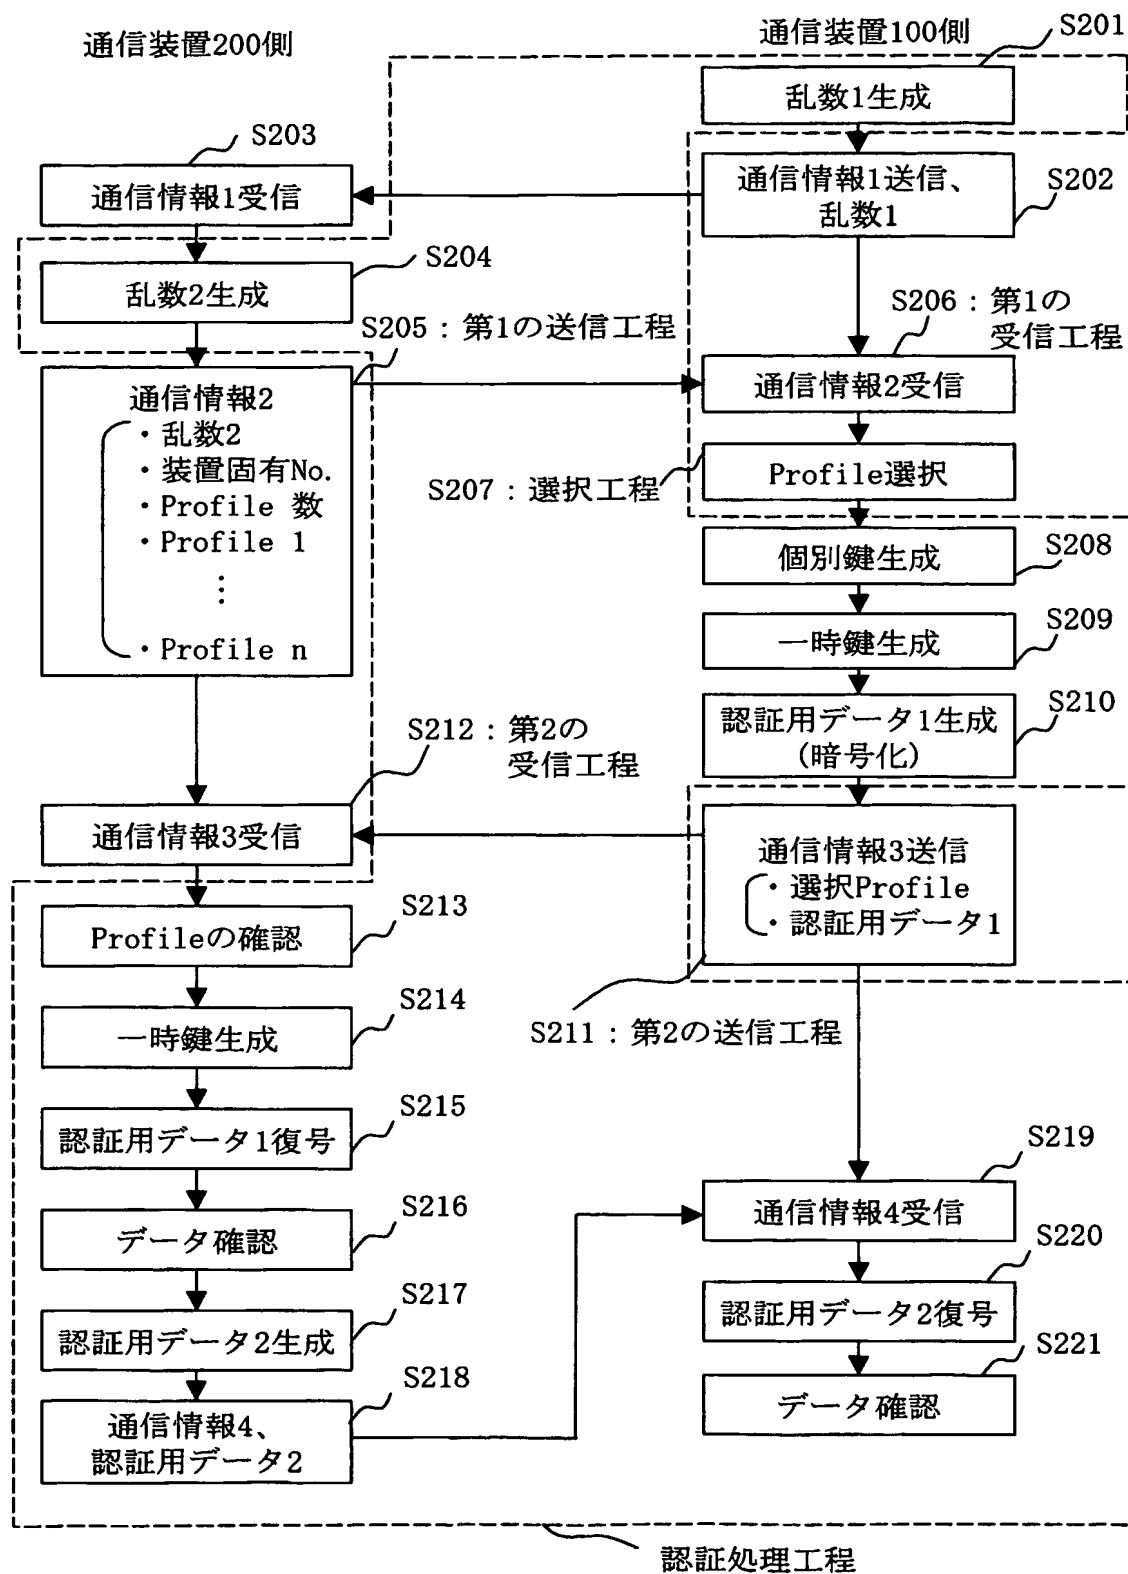 通信装置200側
通信装置100側
S201
乱数1生成
S203
通信情報1受信
通信情報1送信、
乱数1
S202
S204
乱数2生成
S205:第1の送信工程
S206:第1の
受信工程
通信情報2受信
通信情報2
・乱数2
・装置固有No.
・Profile 数
・Profile 1
⋮
・Profile n
S207:選択工程
Profile選択
個別鍵生成
S208
一時鍵生成
S209
認証用データ1生成
(暗号化)
S210
S212:第2の
受信工程
通信情報3受信
通信情報3送信
・選択Profile
・認証用データ1
S211:第2の送信工程
Profileの確認
S213
一時鍵生成
S214
認証用データ1復号
S215
データ確認
S216
認証用データ2生成
S217
通信情報4、
認証用データ2
S218
S219
通信情報4受信
S220
認証用データ2復号
S221
データ確認
認証処理工程